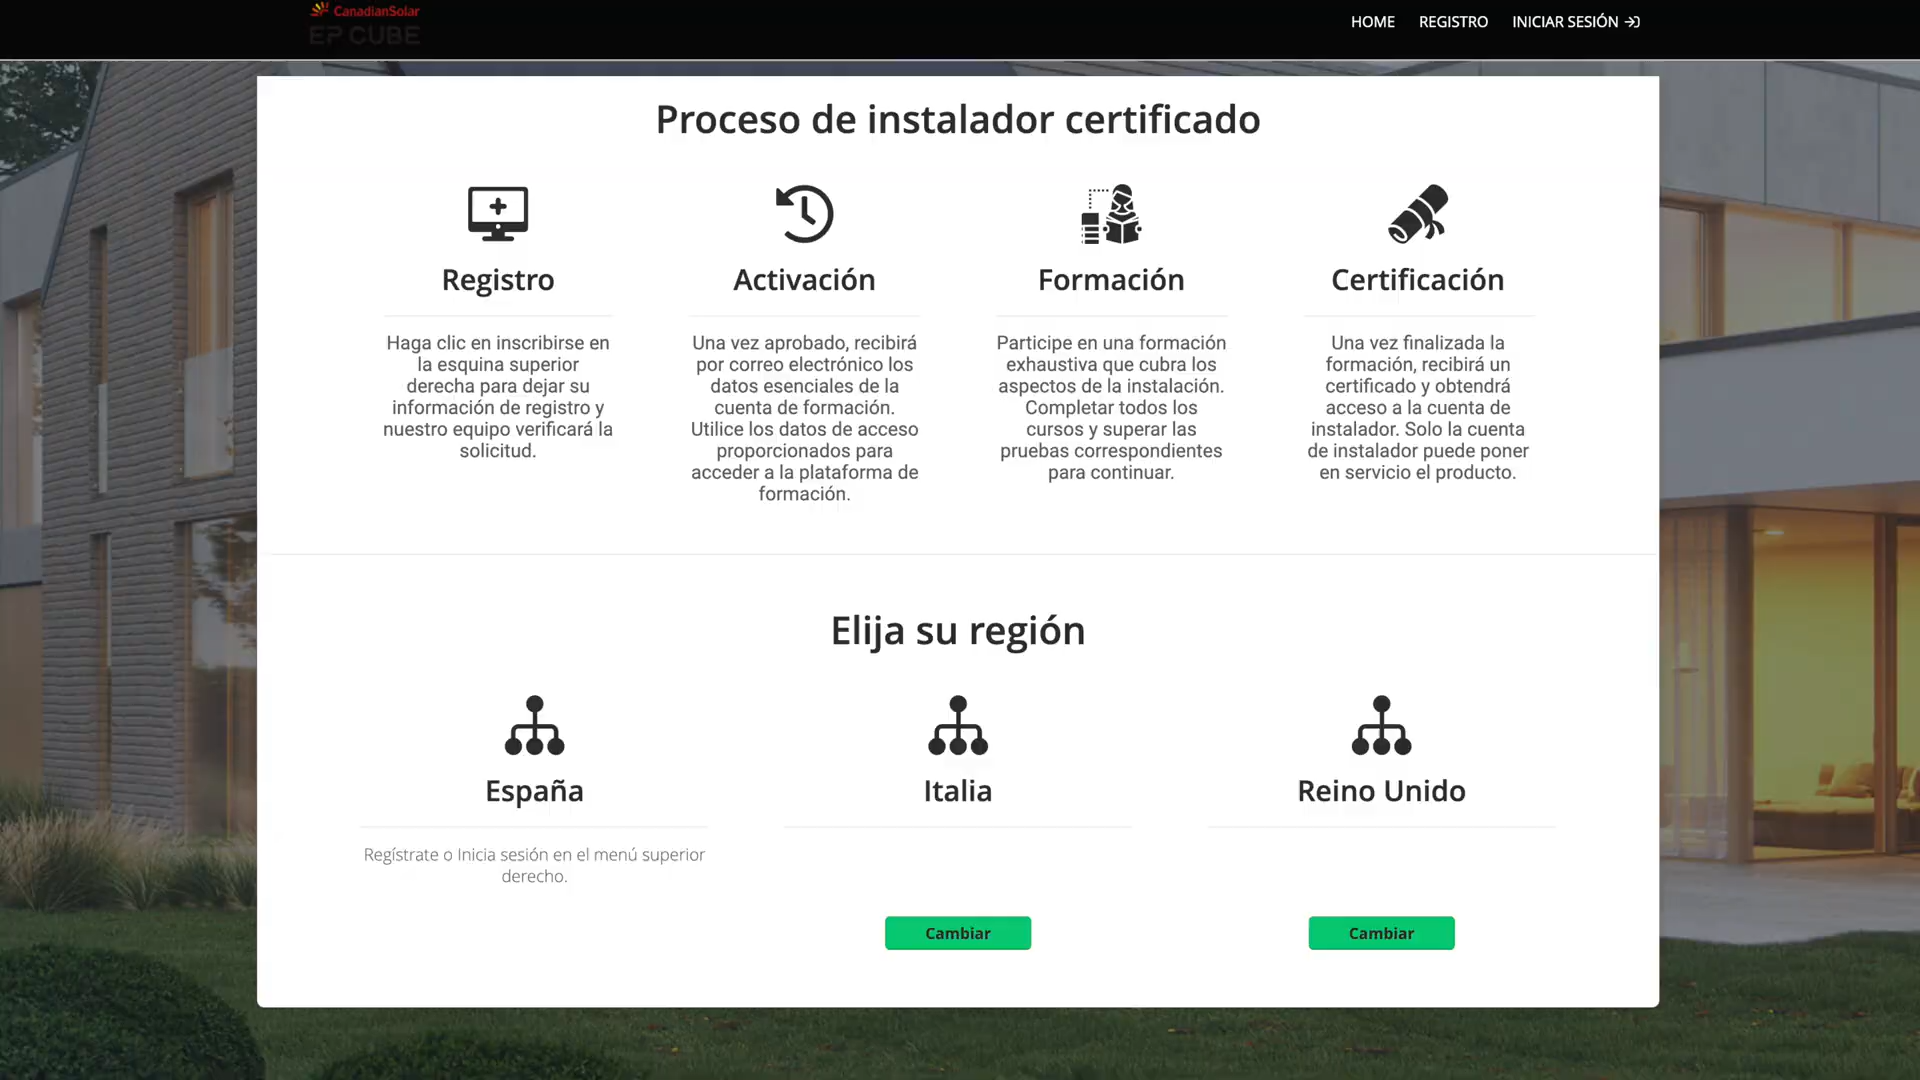 CanadianSolar
EP CUBE
HOME REGISTRO INICIAR SESIÓN
Proceso de instalador certificado
Registro
Haga clic en inscribirse en
la esquina superior
derecha para dejar su
información de registro y
nuestro equipo verificará la
solicitud.
Activación
Una vez aprobado, recibirá
por correo electrónico los
datos esenciales de la
cuenta de formación.
Utilice los datos de acceso
proporcionados para
acceder a la plataforma de
formación.
Formación
Participe en una formación
exhaustiva que cubra los
aspectos de la instalación.
Completar todos los
cursos y superar las
pruebas correspondientes
para continuar.
Certificación
Una vez finalizada la
formación, recibirá un
certificado y obtendrá
acceso a la cuenta de
instalador. Solo la cuenta
de instalador puede poner
en servicio el producto.
Elija su región
España
Regístrate o Inicia sesión en el menú superior
derecho.
Italia
Cambiar
Reino Unido
Cambiar